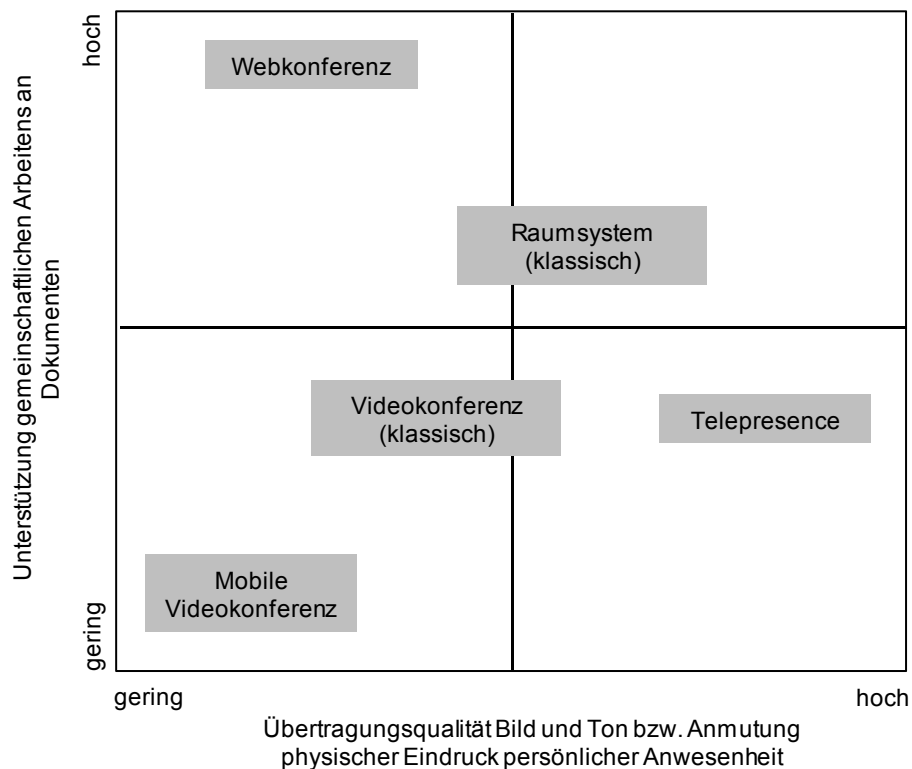 hoch
Unterstützung gemeinschaftlichen Arbeitens an
Dokumenten
gering
Webkonferenz
Raumsystem
(klassisch)
Videokonferenz
(klassisch)
Telepresence
Mobile
Videokonferenz
gering
hoch
Übertragungsqualität Bild und Ton bzw. Anmutung
physischer Eindruck persönlicher Anwesenheit